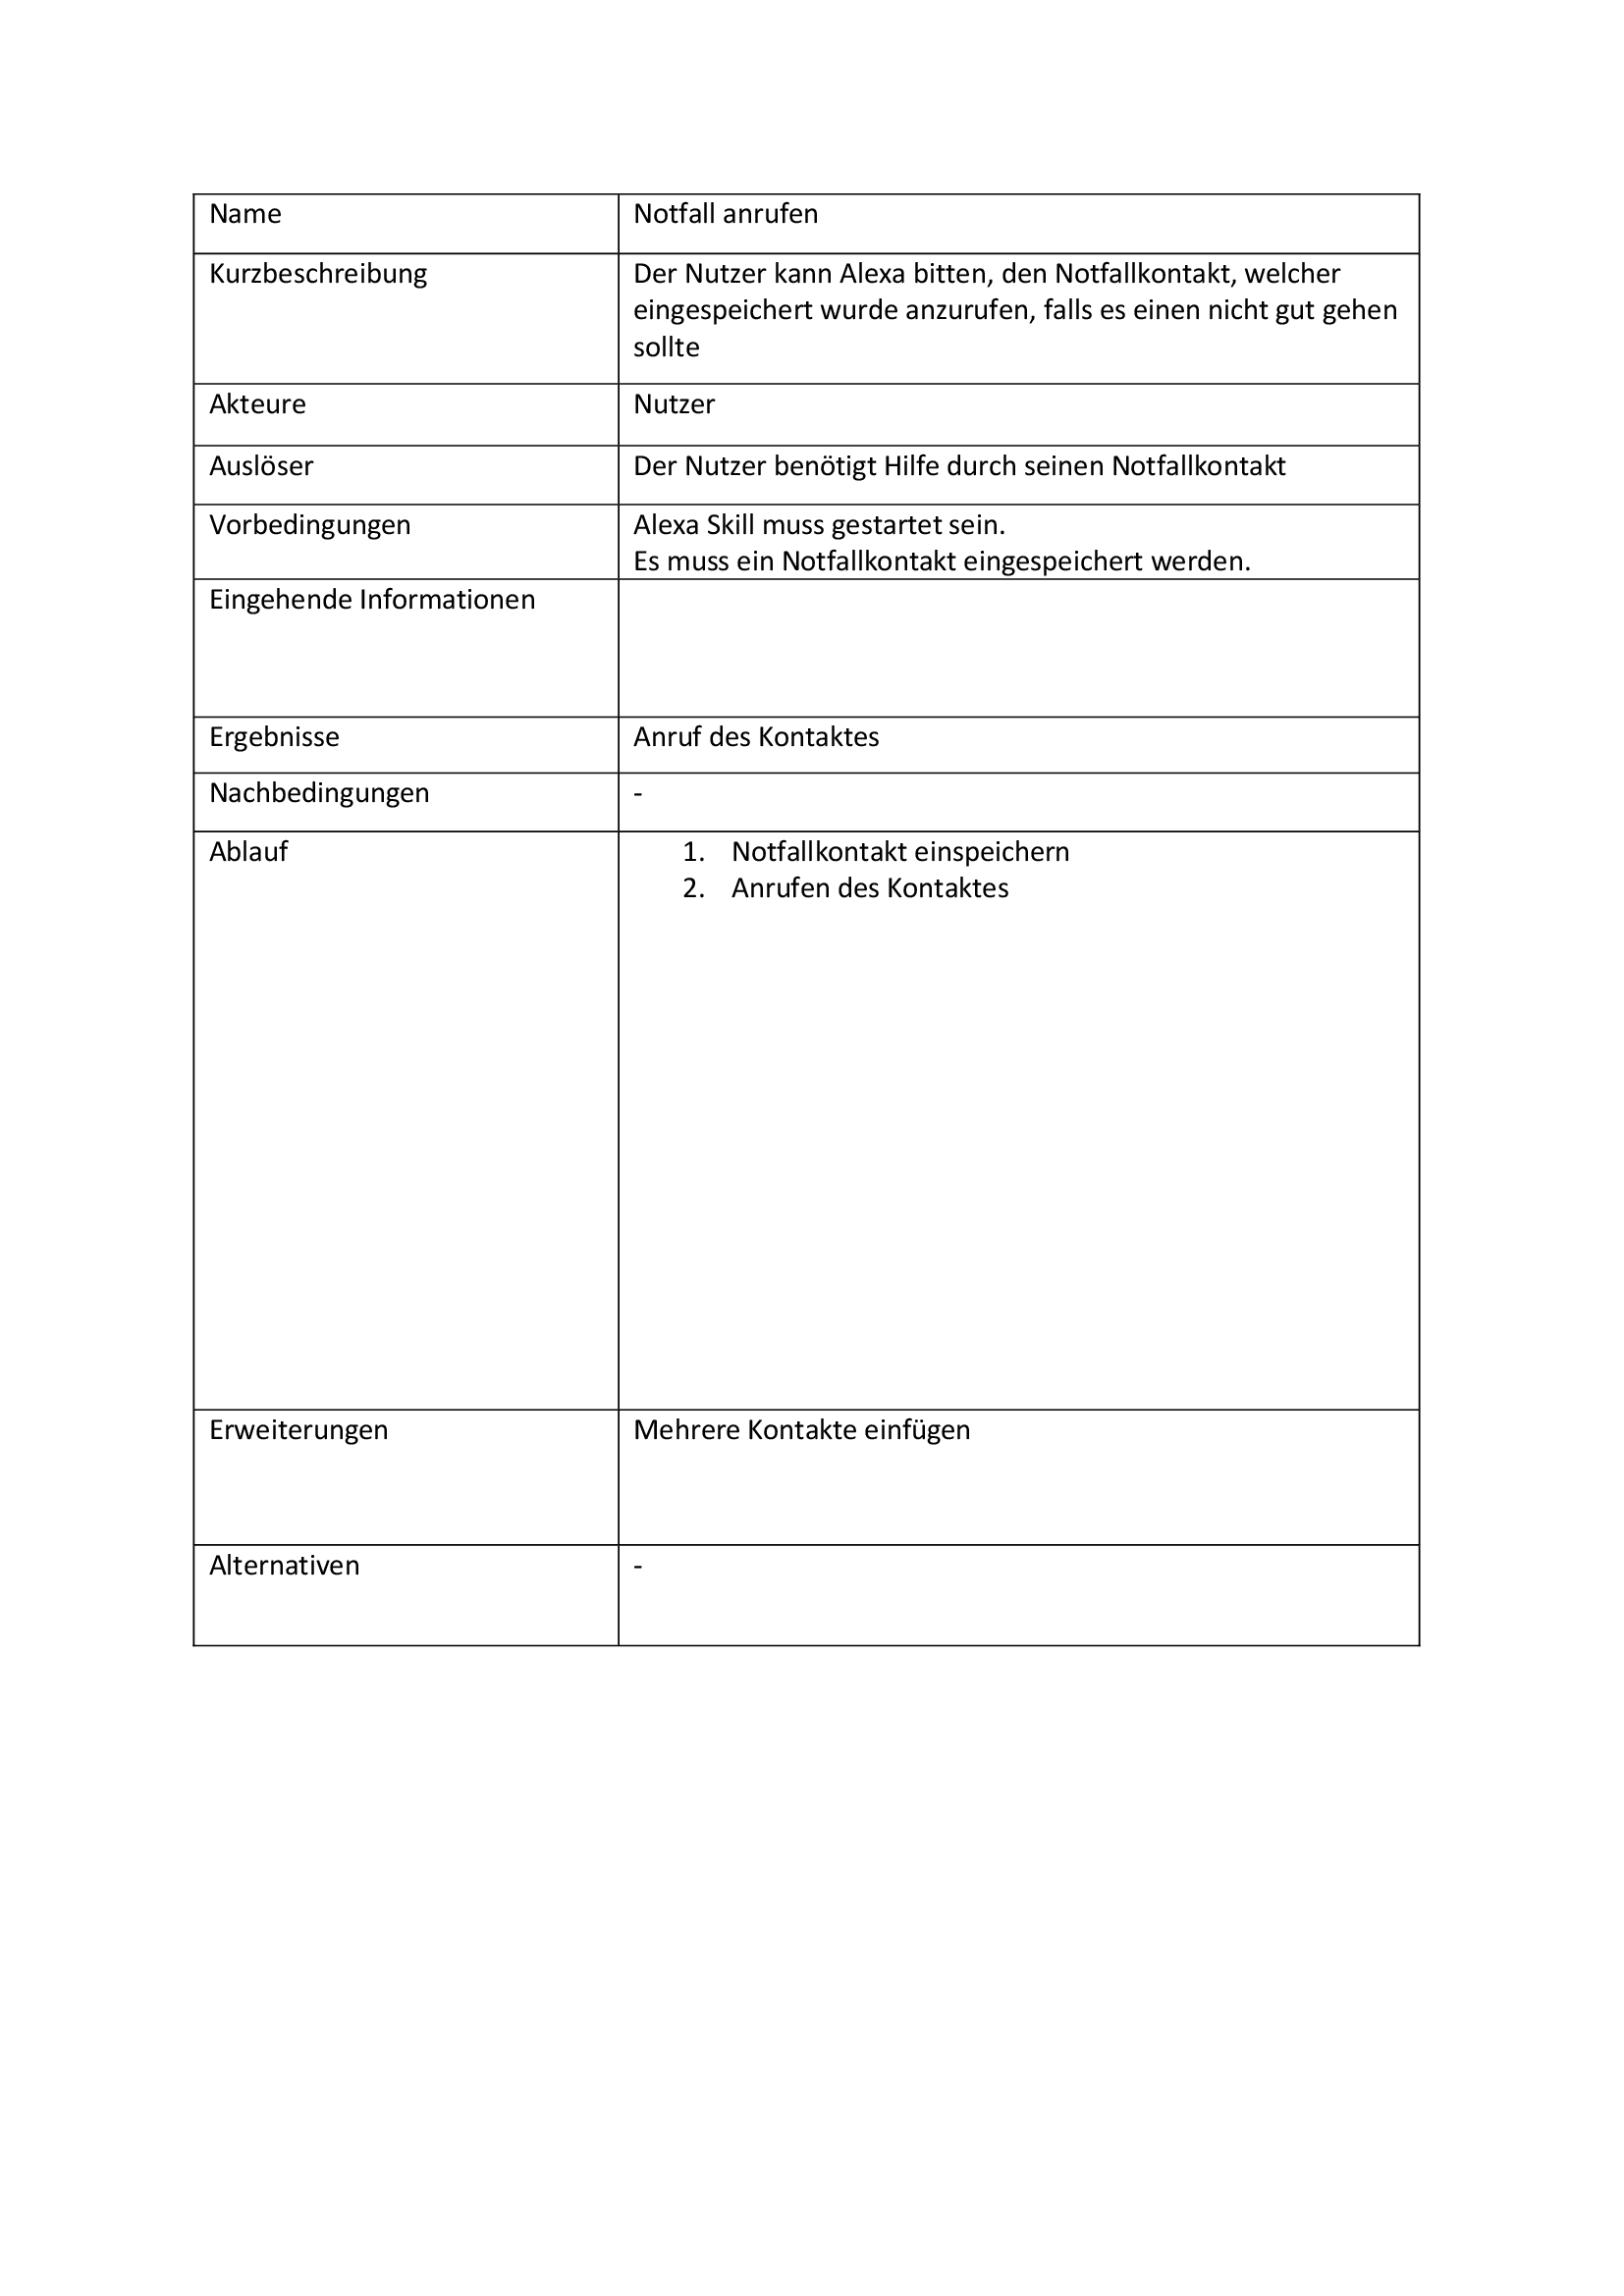 Name Notfall anrufen
Kurzbeschreibung Der Nutzer kann Alexa bitten, den Notfallkontakt, welcher
eingespeichert wurde anzurufen, falls es einen nicht gut gehen
sollte
Akteure Nutzer
Auslöser Der Nutzer benötigt Hilfe durch seinen Notfallkontakt
Vorbedingungen Alexa Skill muss gestartet sein.
Es muss ein Notfallkontakt eingespeichert werden.
Eingehende Informationen
Ergebnisse Anruf des Kontaktes
Nachbedingungen -
Ablauf 1. Notfallkontakt einspeichern
2. Anrufen des Kontaktes
Erweiterungen Mehrere Kontakte einfügen
Alternativen -